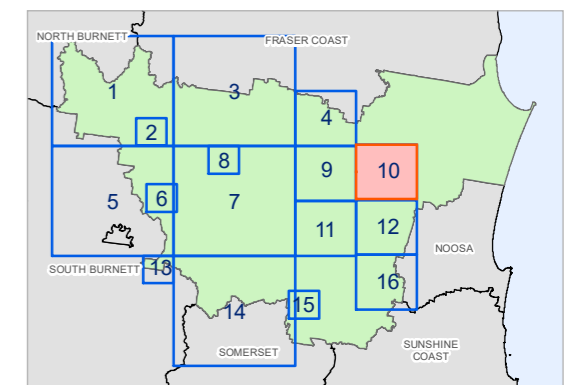 NORTH BURNETT
FRASER COAST
1
3
4
2
8
9
10
5
6
7
11
12
NOOSA
SOUTH BURNETT
13
14
15
16
SOMERSET
SUNSHINE
COAST